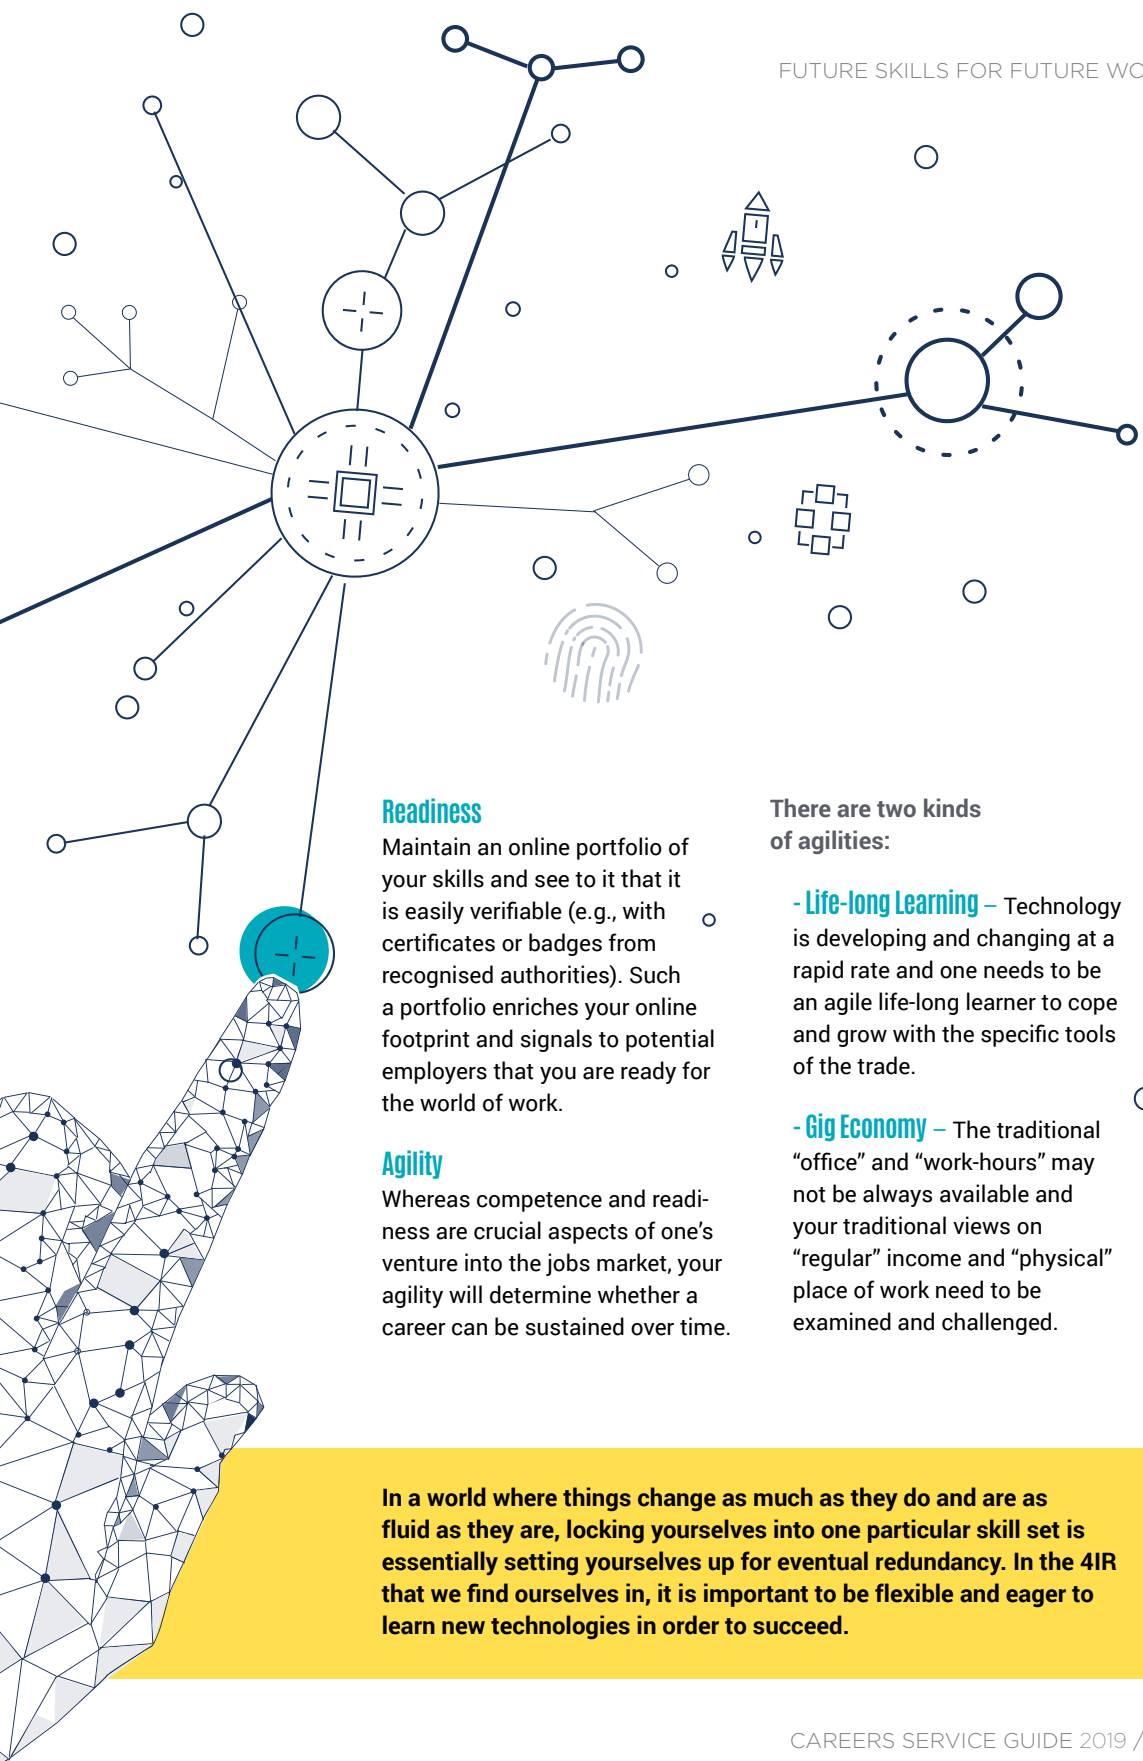 FUTURE SKILLS FOR FUTURE
Readiness
Maintain an online portfolio of
your skills and see to it that it
is easily verifiable (e.g., with
certificates or badges from
recognised authorities). Such
a portfolio enriches your online
footprint and signals to potential
employers that you are ready for
the world of work.
Agility
Whereas competence and readi-
ness are crucial aspects of one’s
venture into the jobs market, your
agility will determine whether a
career can be sustained over time.
There are two kinds
of agilities:
- Life-long Learning – Technology
is developing and changing at a
rapid rate and one needs to be
an agile life-long learner to cope
and grow with the specific tools
of the trade.
- Gig Economy – The traditional
“office” and “work-hours” may
not be always available and
your traditional views on
“regular” income and “physical”
place of work need to be
examined and challenged.
In a world where things change as much as they do and are as
fluid as they are, locking yourselves into one particular skill set is
essentially setting yourselves up for eventual redundancy. In the 4IR
that we find ourselves in, it is important to be flexible and eager to
learn new technologies in order to succeed.
CAREERS SERVICE GUIDE 2019 /